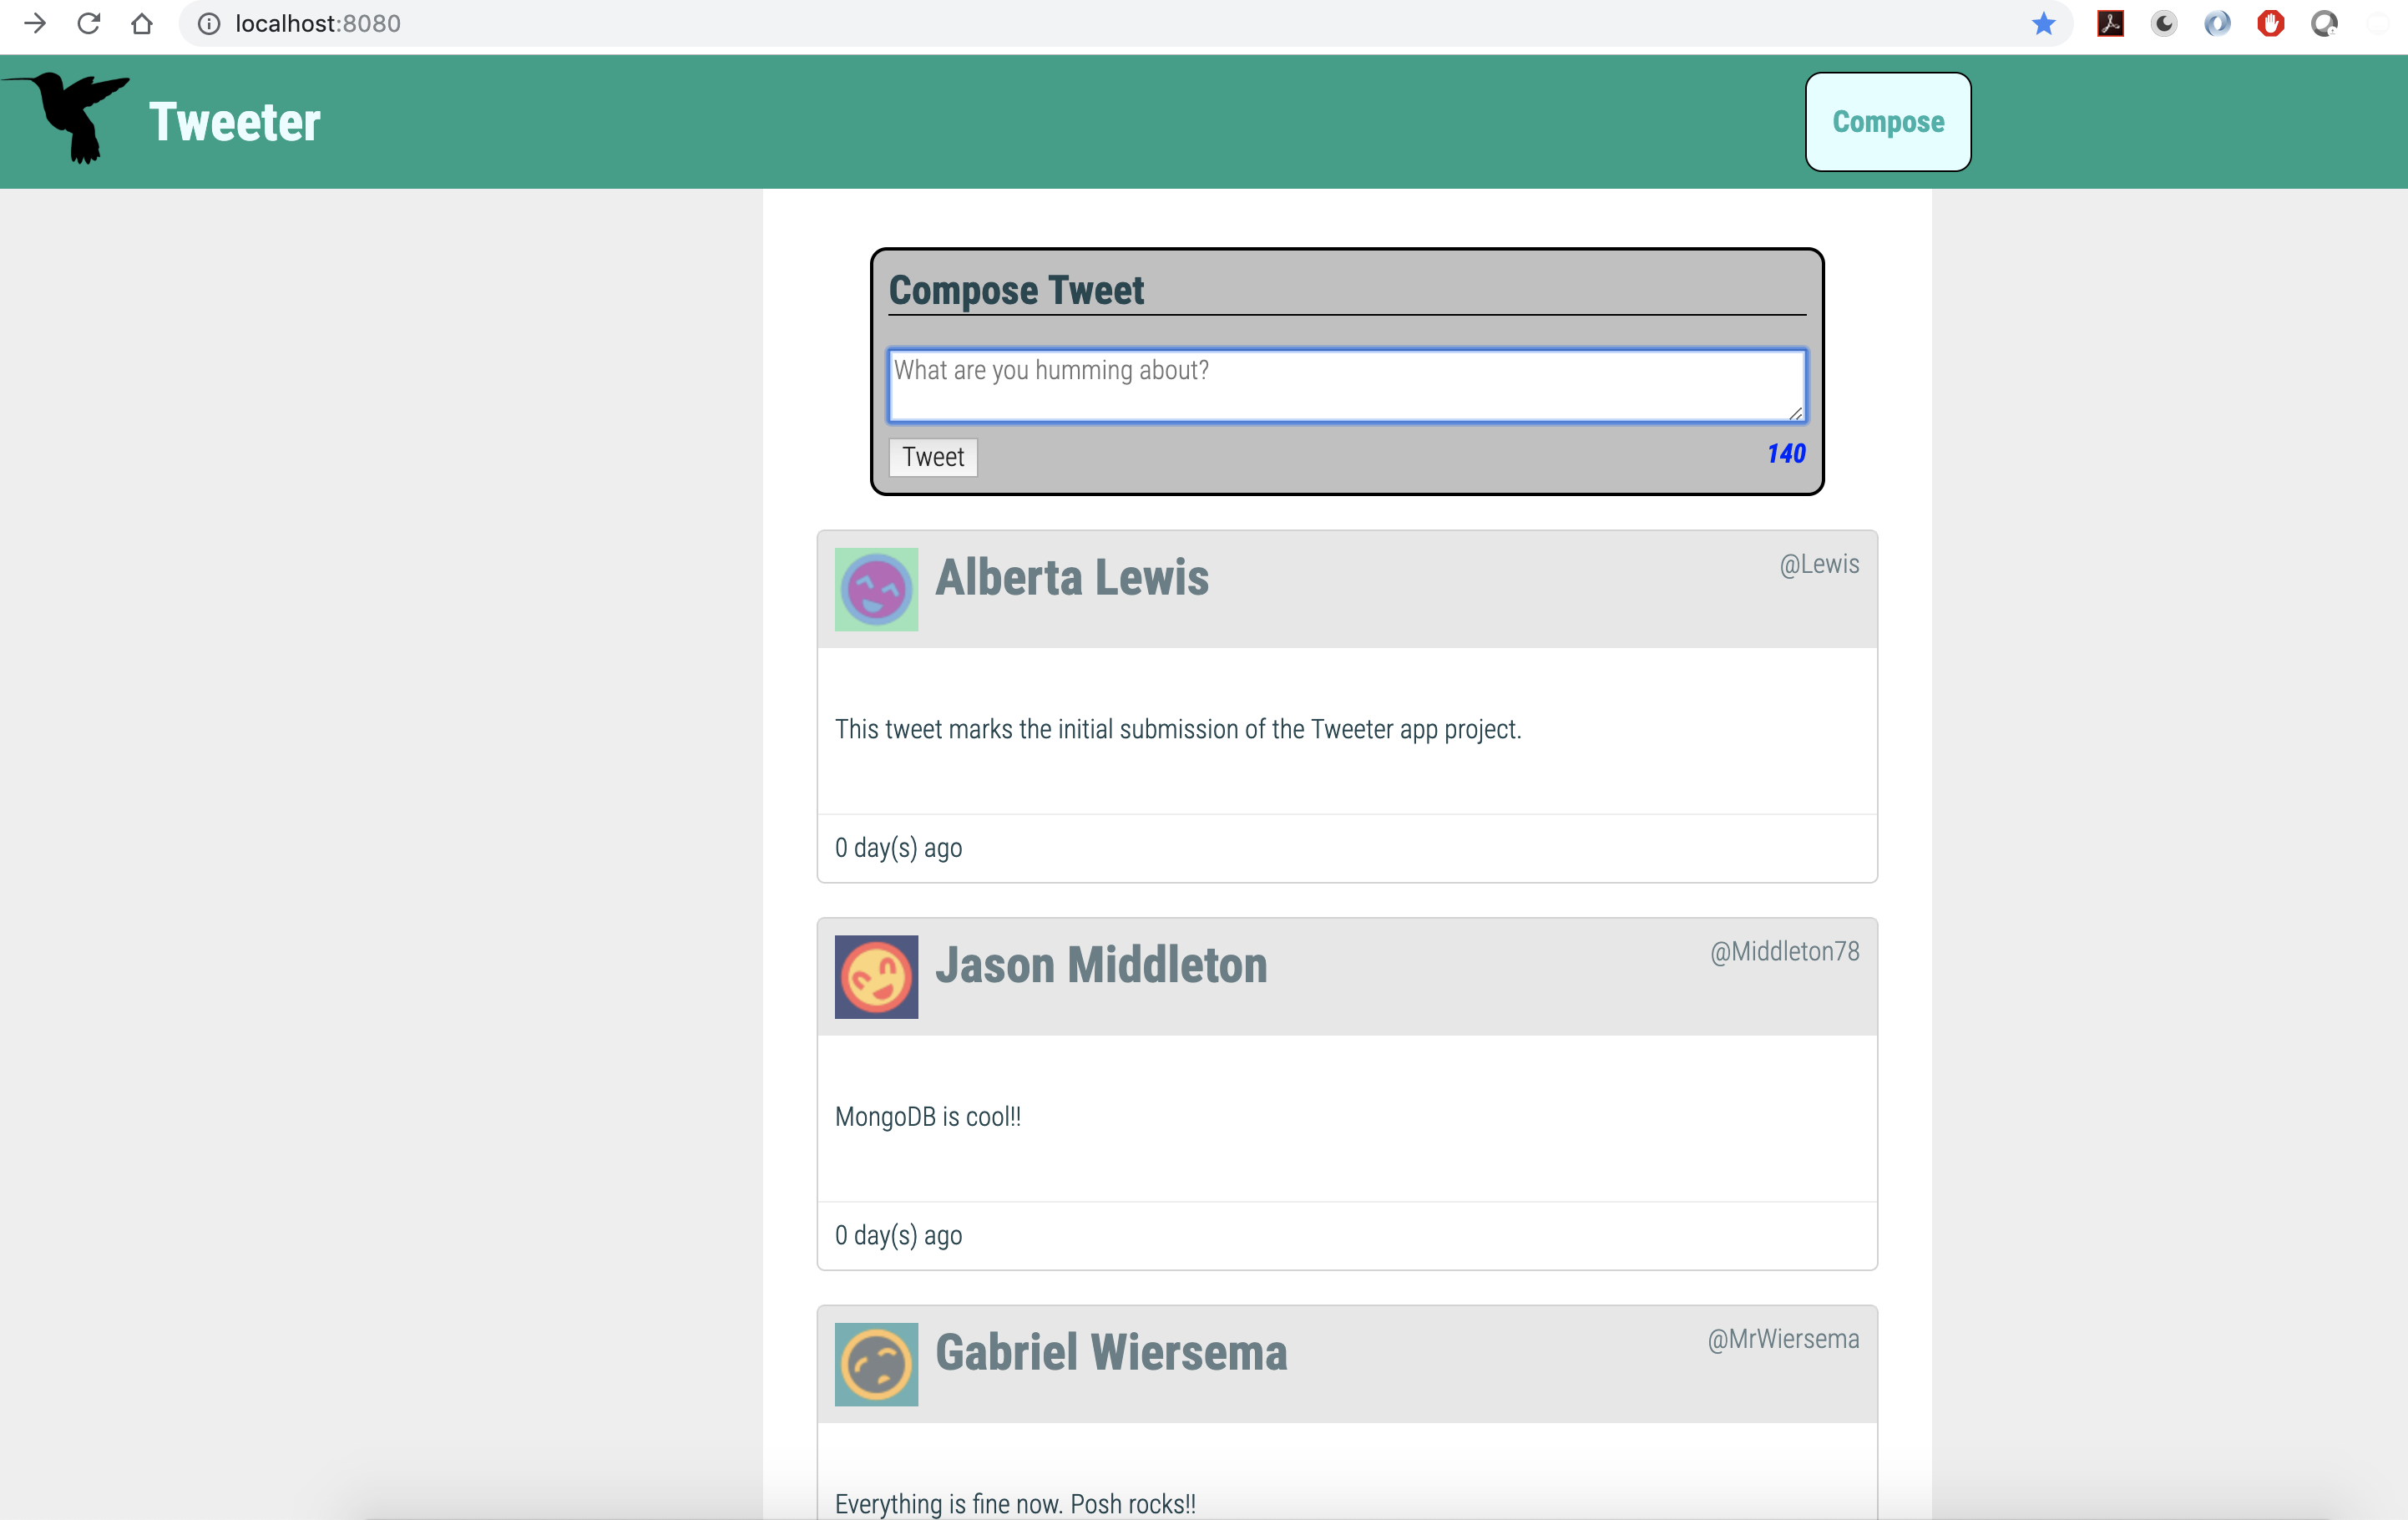 localhost:8080
Tweeter
Compose
Compose Tweet
What are you humming about?
Tweet
140
Alberta Lewis
@Lewis
This tweet marks the initial submission of the Tweeter app project.
0 day(s) ago
Jason Middleton
@Middleton78
MongoDB is cool!!
0 day(s) ago
Gabriel Wiersema
@MrWiersema
Everything is fine now. Posh rocks!!